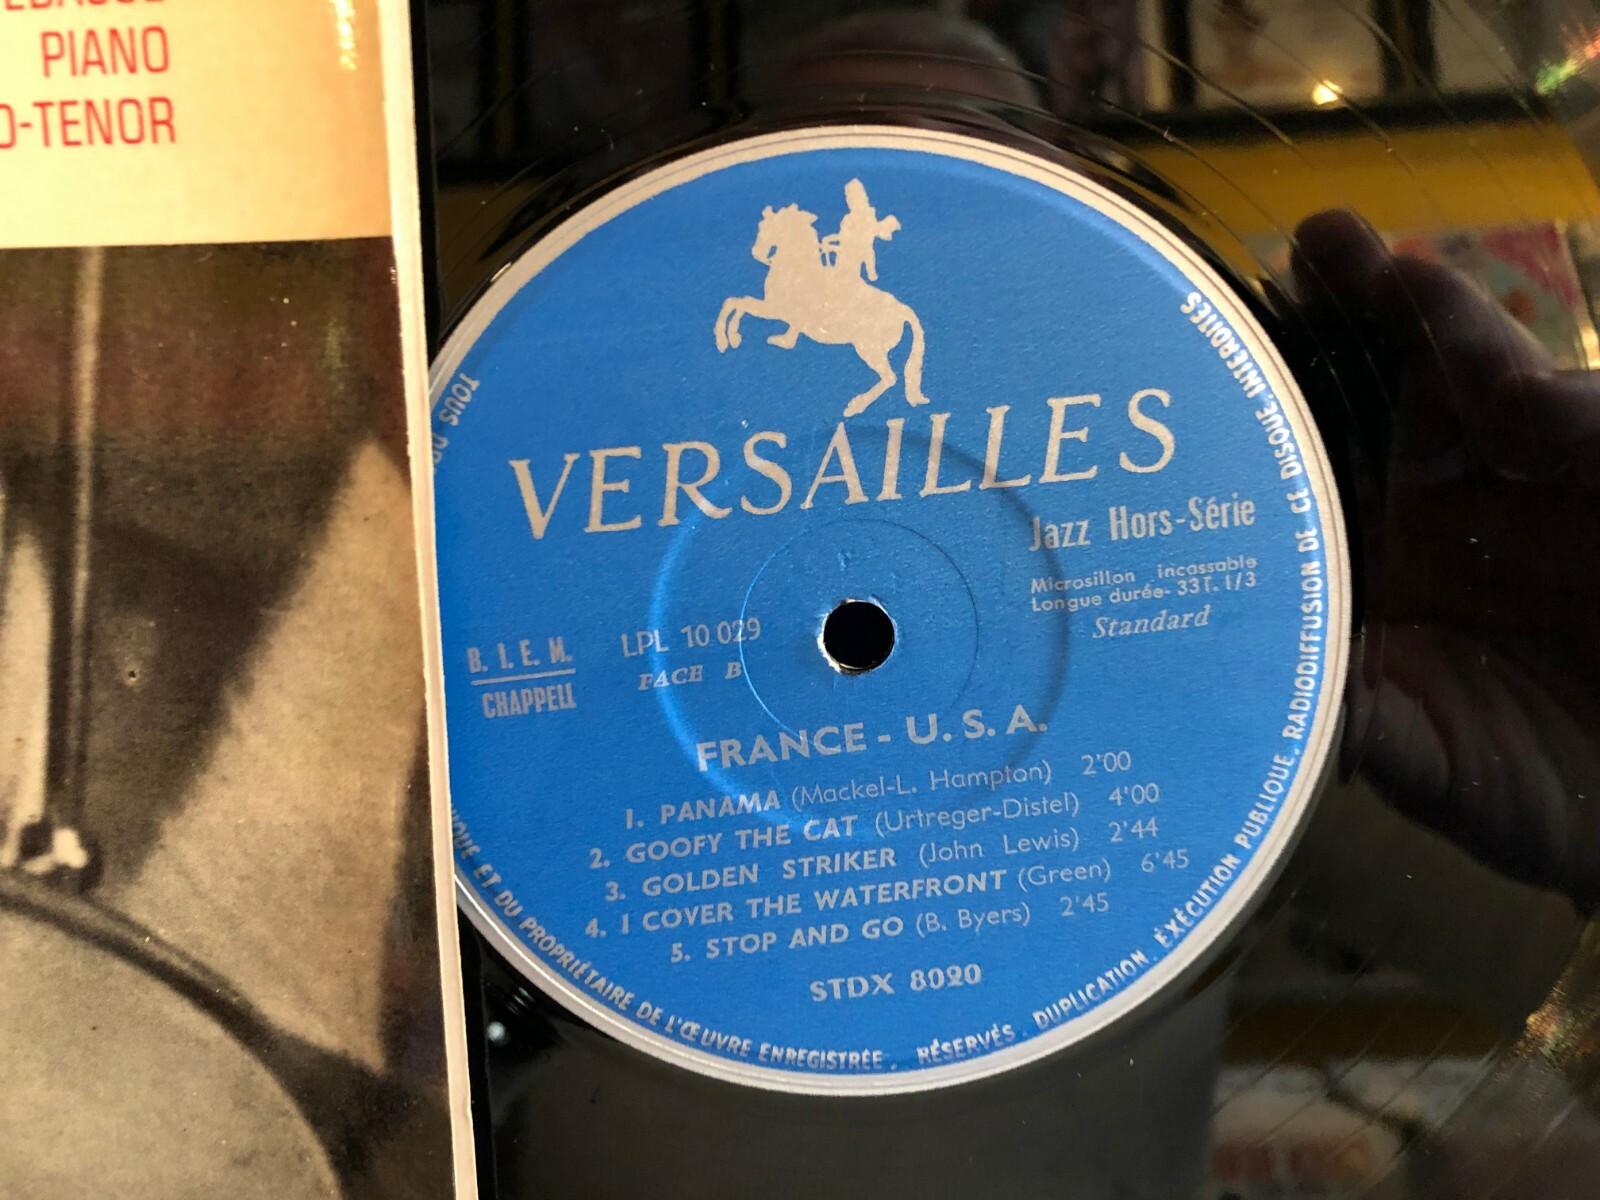 PIANO
O-TENOR
VERSAILLES
Jazz Hors-Série
Microsillon incassable
Longue durée-33T.1/3
Standard
B. I. E. M.
CHAPPELL
LPL 10 029
FACE B
FRANCE - U. S. A.
1. PANAMA (Mackel-L. Hampton) 2'00
2. GOOFY THE CAT (Urtreger-Distel) 4'00
3. GOLDEN STRIKER (John Lewis) 2'44
4. I COVER THE WATERFRONT (Green) 6'45
5. STOP AND GO (B. Byers) 2'45
STDX 8020
TOUS ET DU PROPRIÉTAIRE DE L'ŒUVRE ENREGISTRÉE. RÉSERVÉS. DUPLICATION. EXÉCUTION PUBLIQUE. RADIODIFFUSION DE CE DISQUE, INTERDITES